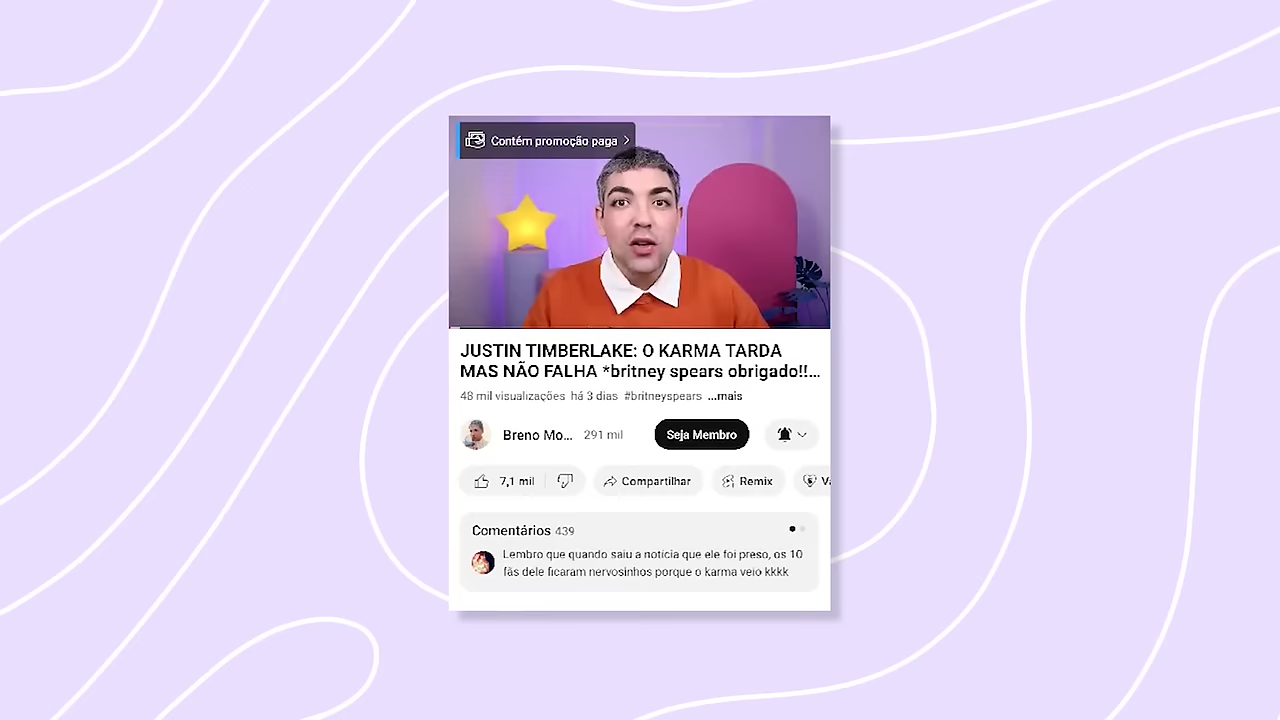 Contém promoção paga
JUSTIN TIMBERLAKE: O KARMA TARDA
MAS NÃO FALHA *britney spears obrigado!!...
48 mil visualizações há 3 dias #britneyspears ...mais
Breno Mo... 291 mil Seja Membro
7,1 mil Compartilhar Remix Va
Comentários 439
Lembro que quando saiu a notícia que ele foi preso, os 10
fãs dele ficaram nervosinhos porque o karma veio kkkk